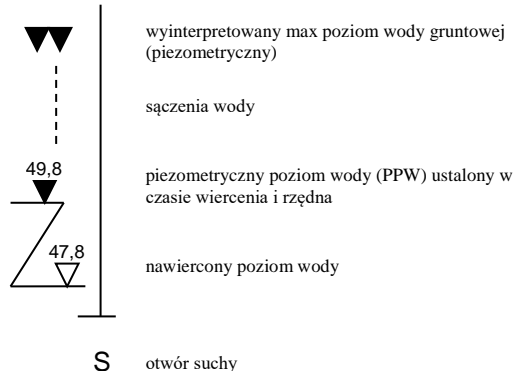 wyinterpretowany max poziom wody gruntowej
(piezometryczny)
sączenia wody
49,8
piezometryczny poziom wody (PPW) ustalony w
czasie wiercenia i rzędna
47,8
nawiercony poziom wody
S
otwór suchy